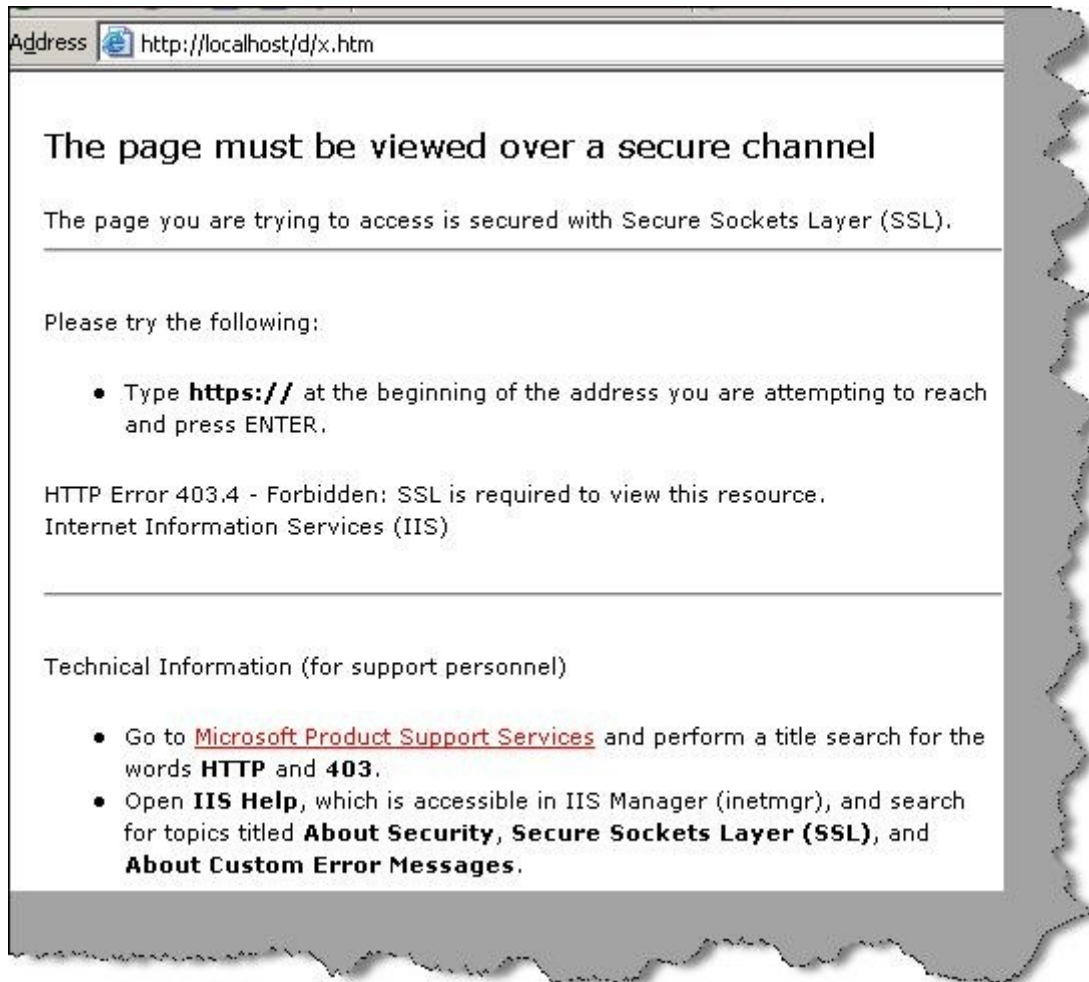 Address http://localhost/d/x.htm
The page must be viewed over a secure channel
The page you are trying to access is secured with Secure Sockets Layer (SSL).
Please try the following:
● Type https:// at the beginning of the address you are attempting to reach
and press ENTER.
HTTP Error 403.4 - Forbidden: SSL is required to view this resource.
Internet Information Services (IIS)
Technical Information (for support personnel)
● Go to Microsoft Product Support Services and perform a title search for the
words HTTP and 403.
● Open IIS Help, which is accessible in IIS Manager (inetmgr), and search
for topics titled About Security, Secure Sockets Layer (SSL), and
About Custom Error Messages.